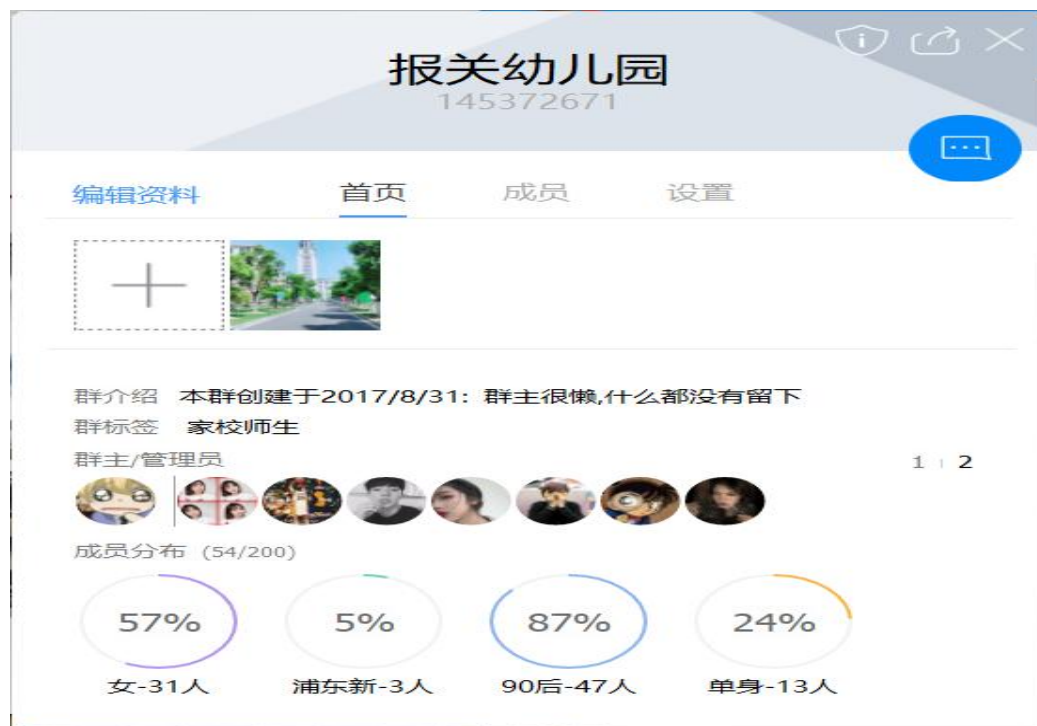 报关幼儿园
145372671
编辑资料 首页 成员 设置
群介绍 本群创建于2017/8/31: 群主很懒,什么都没有留下
群标签 家校师生
群主/管理员 1 2
成员分布 (54/200)
57% 5% 87% 24%
女-31人 浦东新-3人 90后-47人 单身-13人